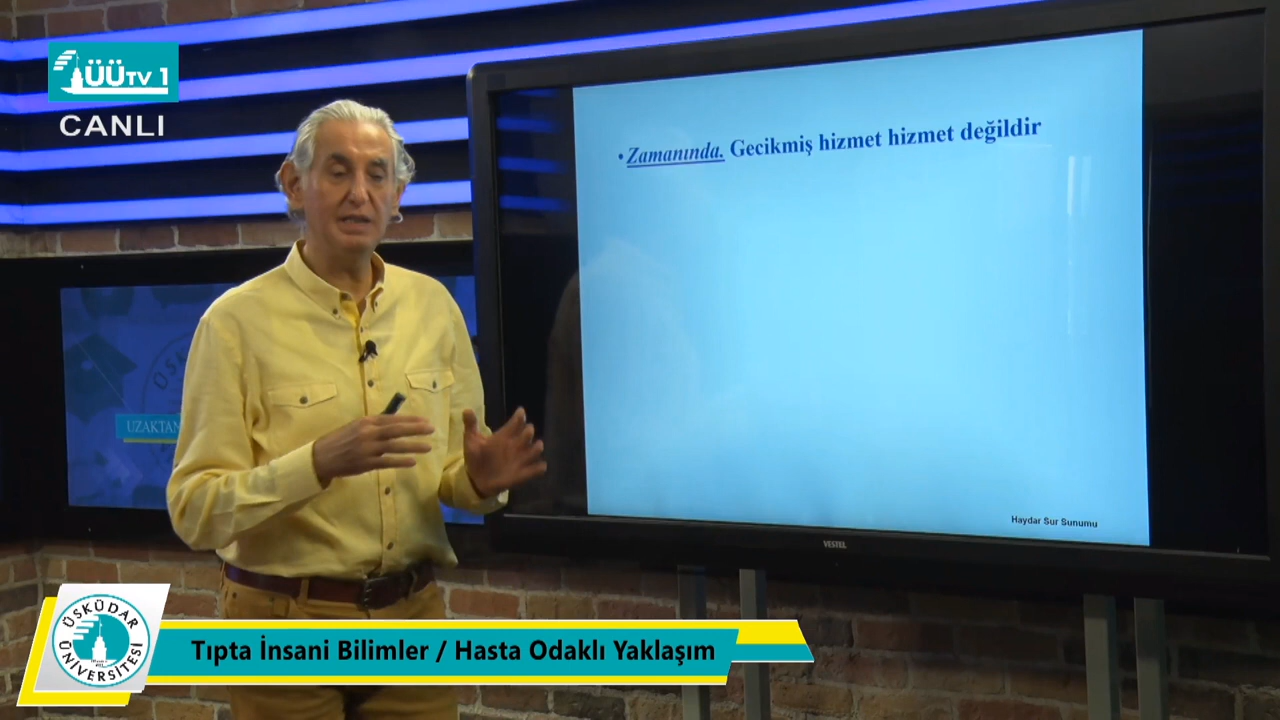 ÜÜTV 1
CANLI
• Zamanında. Gecikmiş hizmet hizmet değildir
UZAKTAN
Haydar Sur Sunumu
VESTEL
ÜSKÜDAR
ÜNİVERSİTESİ
Tıpta İnsani Bilimler / Hasta Odaklı Yaklaşım